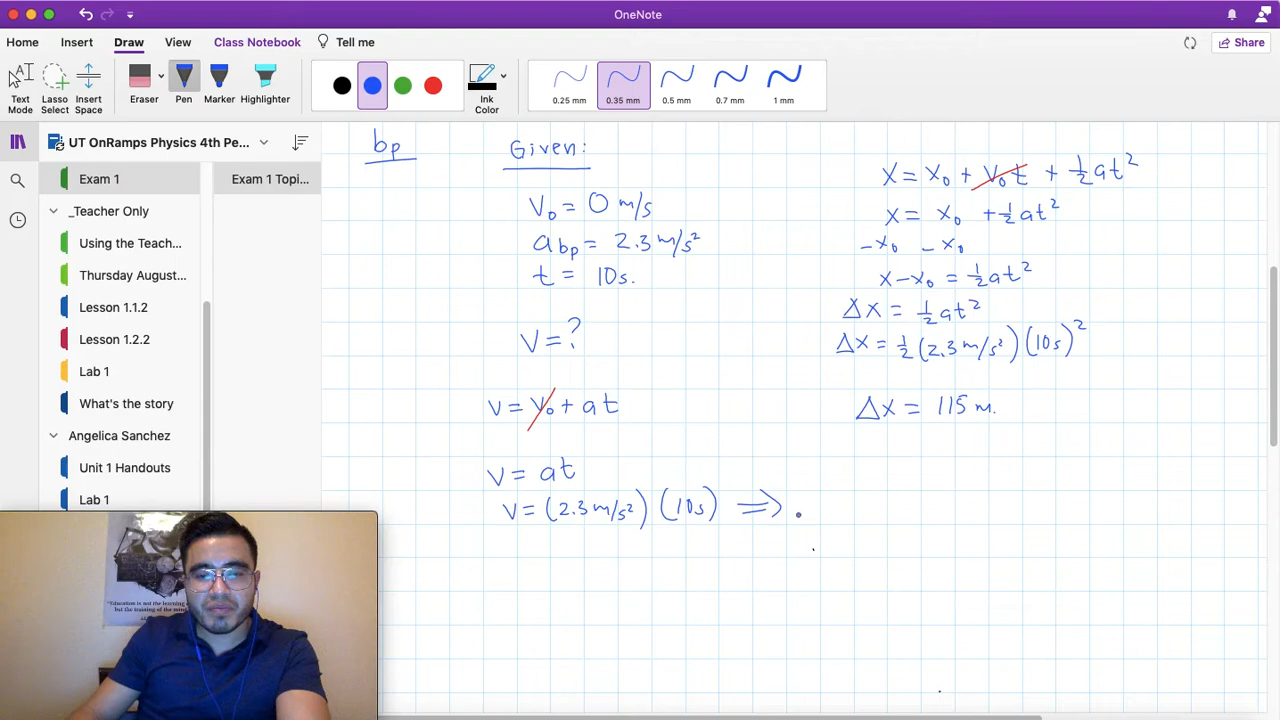 OneNote
Home Insert Draw View Class Notebook Tell me Share
Text Mode Lasso Select Insert Space Eraser Pen Marker Highlighter Ink Color 0.25 mm 0.35 mm 0.5 mm 0.7 mm 1 mm
UT OnRamps Physics 4th Pe...
Exam 1
_Teacher Only
Using the Teach...
Thursday August...
Lesson 1.1.2
Lesson 1.2.2
Lab 1
What's the story
Angelica Sanchez
Unit 1 Handouts
Lab 1
Exam 1 Topi...
bp
Given:
V₀ = 0 m/s
a_bp = 2.3 m/s²
t = 10s.
V = ?
v = v₀ + at
v = at
v = (2.3 m/s²) (10s) ⇒
X = X₀ + V₀t + ½at²
x = x₀ + ½at²
-x₀ -x₀
x-x₀ = ½at²
Δx = ½at²
Δx = ½ (2.3 m/s²) (10s)²
Δx = 115 m.